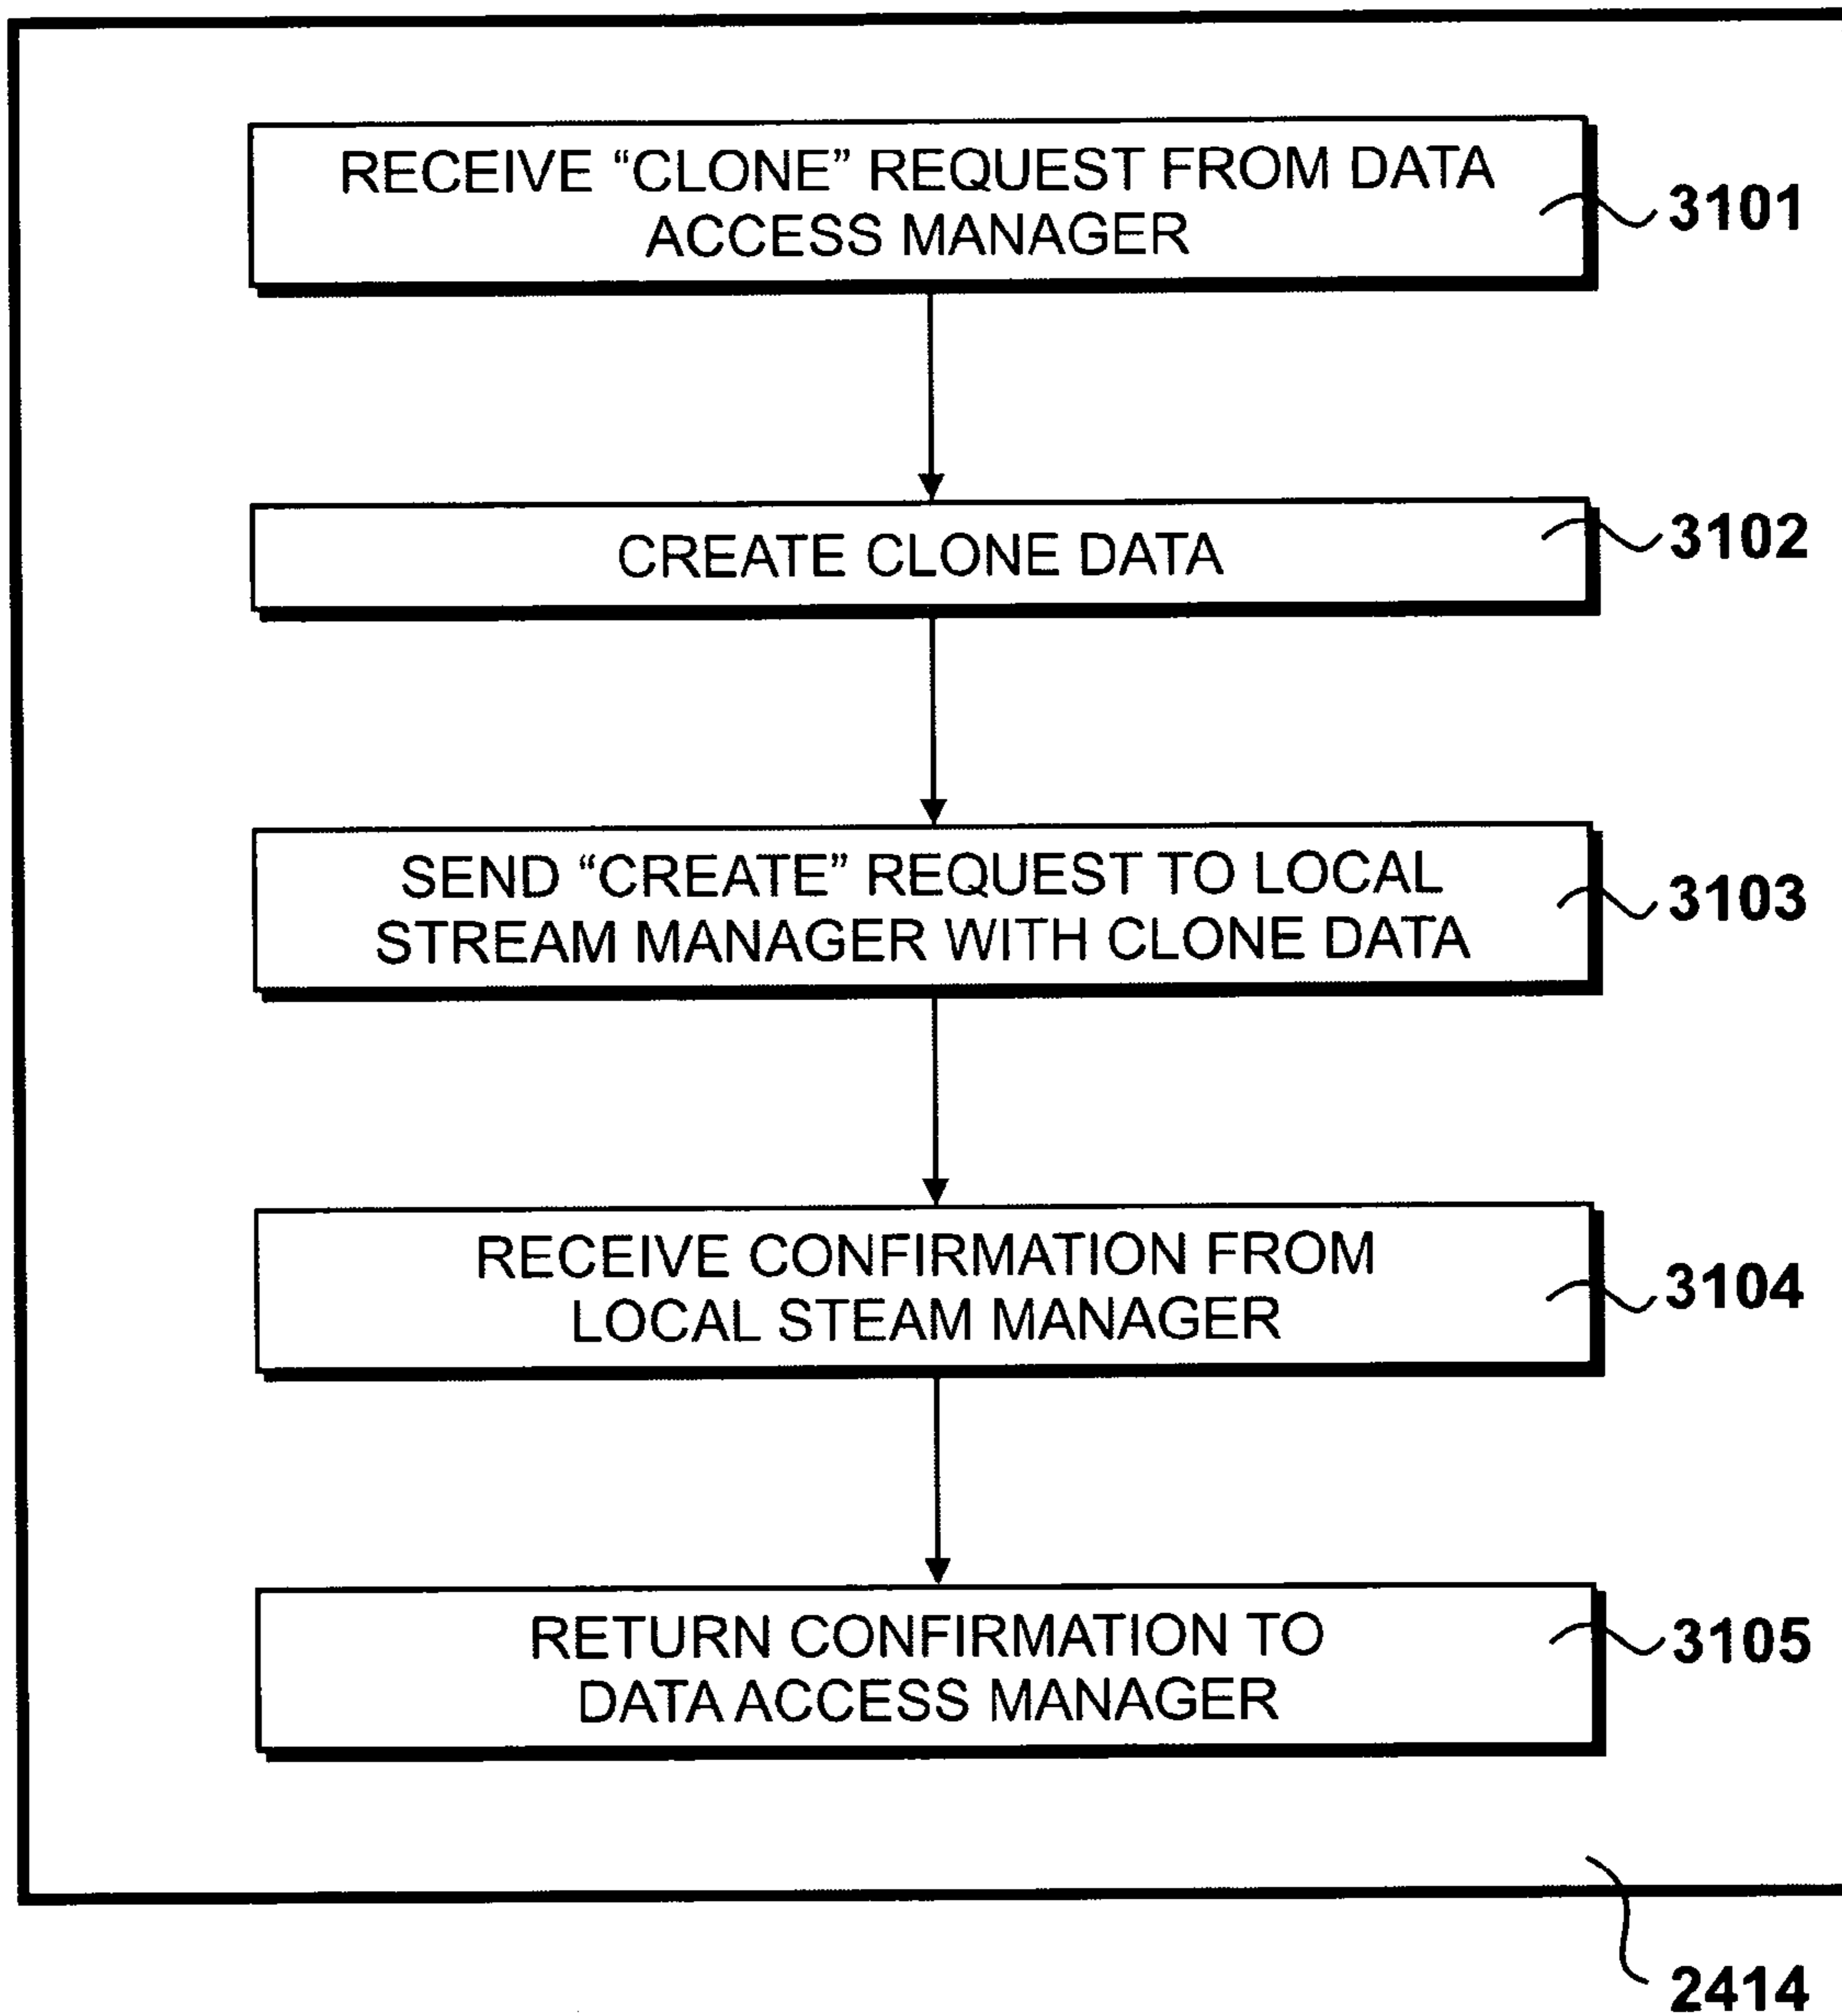 RECEIVE “CLONE” REQUEST FROM DATA
ACCESS MANAGER
3101
CREATE CLONE DATA
3102
SEND “CREATE” REQUEST TO LOCAL
STREAM MANAGER WITH CLONE DATA
3103
RECEIVE CONFIRMATION FROM
LOCAL STEAM MANAGER
3104
RETURN CONFIRMATION TO
DATA ACCESS MANAGER
3105
2414